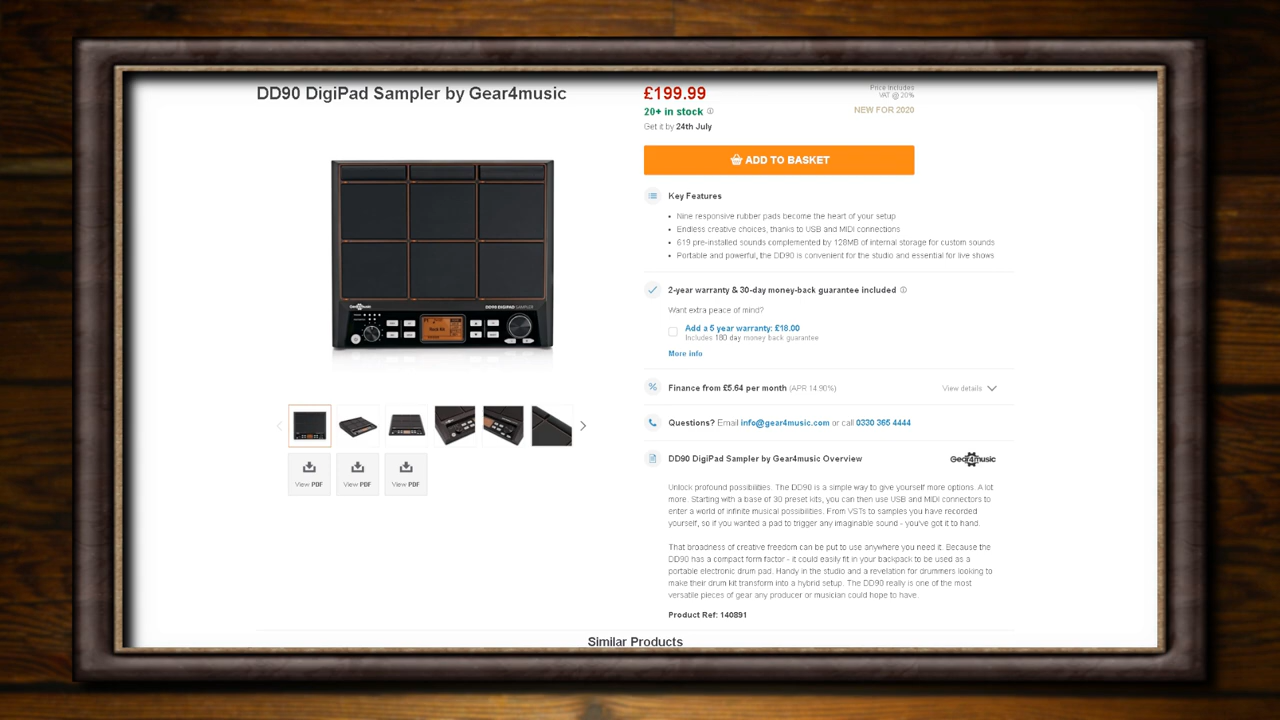 DD90 DigiPad Sampler by Gear4music
£199.99
Price includes
VAT @ 20%
20+ in stock
NEW FOR 2020
Get it by 24th July
ADD TO BASKET
Key Features
• Nine responsive rubber pads become the heart of your setup
• Endless creative choices, thanks to USB and MIDI connections
• 619 pre-installed sounds complemented by 128MB of internal storage for custom sounds
• Portable and powerful, the DD90 is convenient for the studio and essential for live shows
2-year warranty & 30-day money-back guarantee included
Want extra peace of mind?
Add a 5 year warranty: £18.00
Includes 180 day money back guarantee
More info
Finance from £5.64 per month (APR 14.90%)
View details
Questions? Email info@gear4music.com or call 0330 365 4444
DD90 DigiPad Sampler by Gear4music Overview
Gear4music
Unlock profound possibilities. The DD90 is a simple way to give yourself more options. A lot
more. Starting with a base of 30 preset kits, you can then use USB and MIDI connectors to
enter a world of infinite musical possibilities. From VSTs to samples you have recorded
yourself, so if you wanted a pad to trigger any imaginable sound - you've got it to hand.
That broadness of creative freedom can be put to use anywhere you need it. Because the
DD90 has a compact form factor - it could easily fit in your backpack to be used as a
portable electronic drum pad. Handy in the studio and a revelation for drummers looking to
make their drum kit transform into a hybrid setup. The DD90 really is one of the most
versatile pieces of gear any producer or musician could hope to have.
Product Ref: 140891
Gear4music
DD90 DIGIPAD SAMPLER
View PDF
View PDF
View PDF
Similar Products